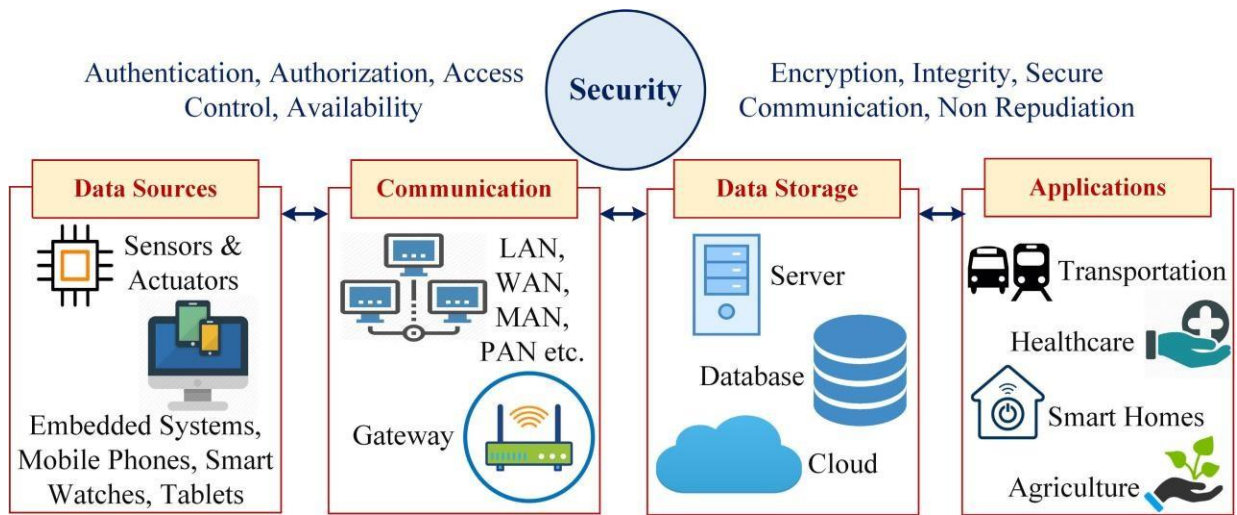 Authentication, Authorization, Access
Control, Availability
Security
Encryption, Integrity, Secure
Communication, Non Repudiation
Data Sources
Sensors &
Actuators
Embedded Systems,
Mobile Phones, Smart
Watches, Tablets
Communication
LAN,
WAN,
MAN,
PAN etc.
Gateway
Data Storage
Server
Database
Cloud
Applications
Transportation
Healthcare
Smart Homes
Agriculture